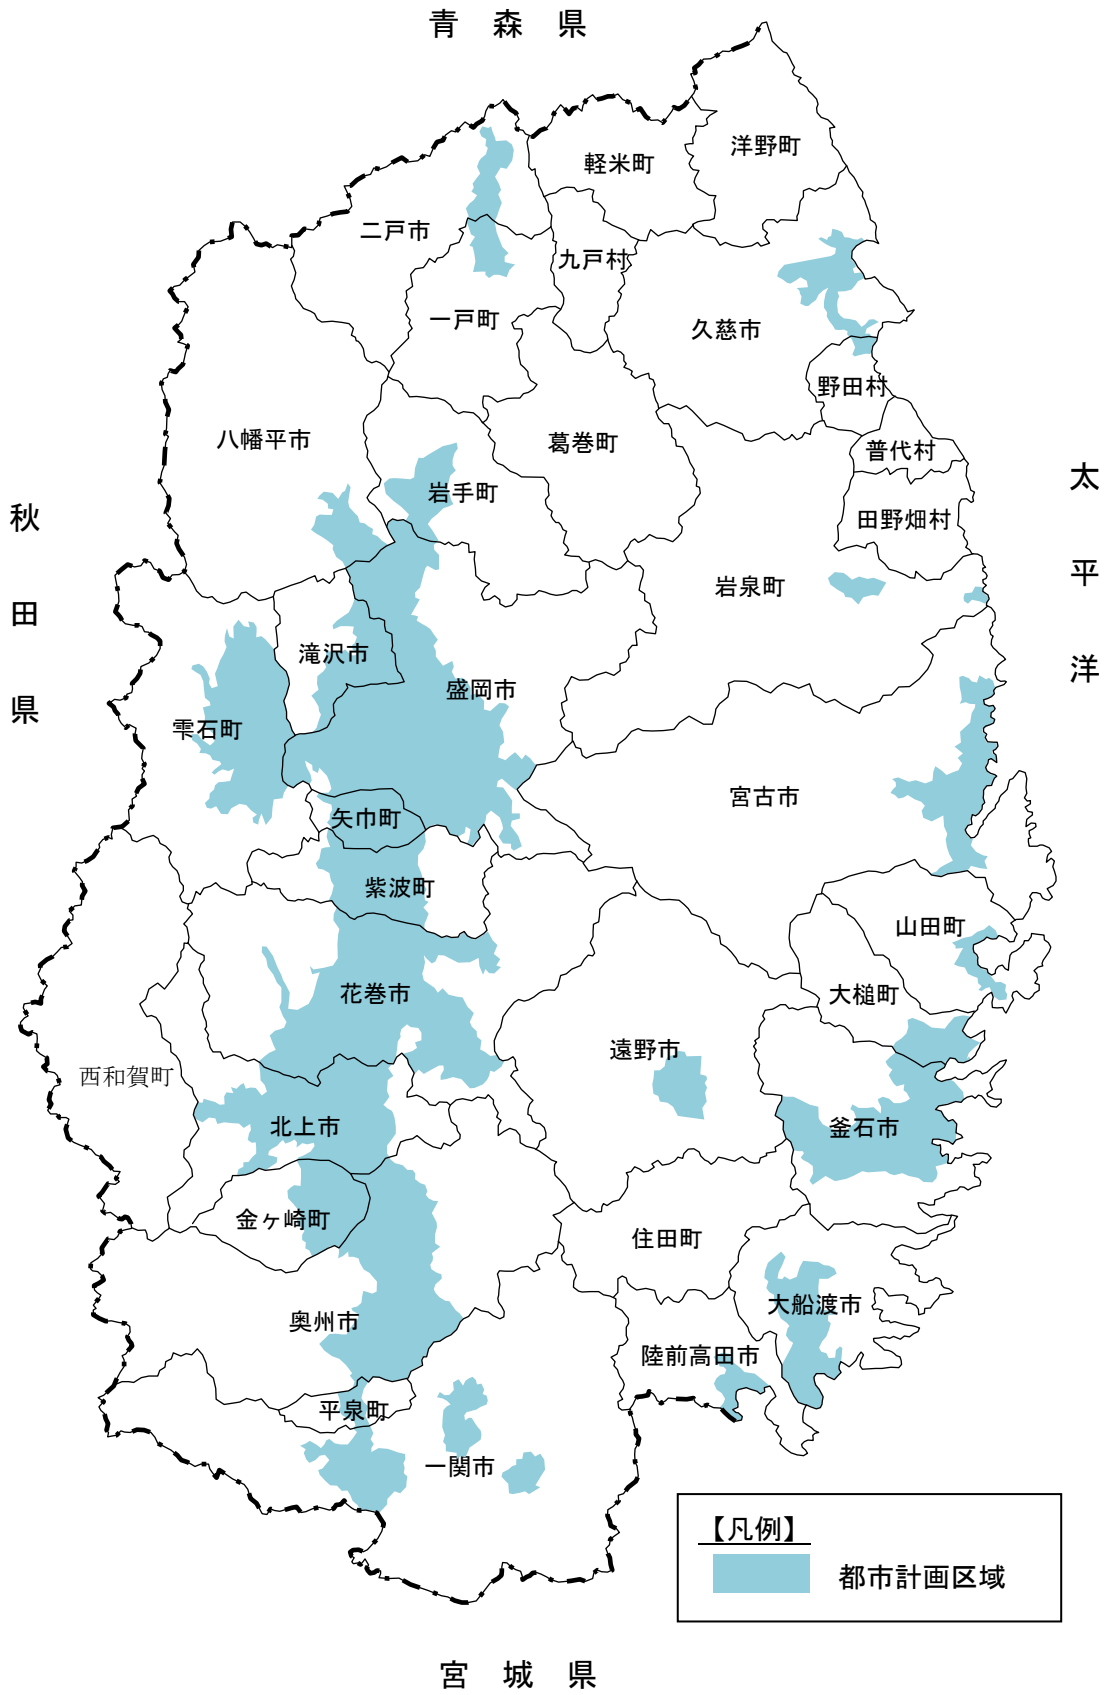 青森県
洋野町
軽米町
二戸市
九戸村
一戸町
久慈市
野田村
八幡平市
葛巻町
普代村
岩手町
田野畑村
岩泉町
滝沢市
盛岡市
雫石町
宮古市
矢巾町
紫波町
山田町
花巻市
大槌町
遠野市
西和賀町
北上市
釜石市
金ヶ崎町
住田町
大船渡市
奥州市
陸前高田市
平泉町
一関市
秋田県
太平洋
【凡例】
都市計画区域
宮城県